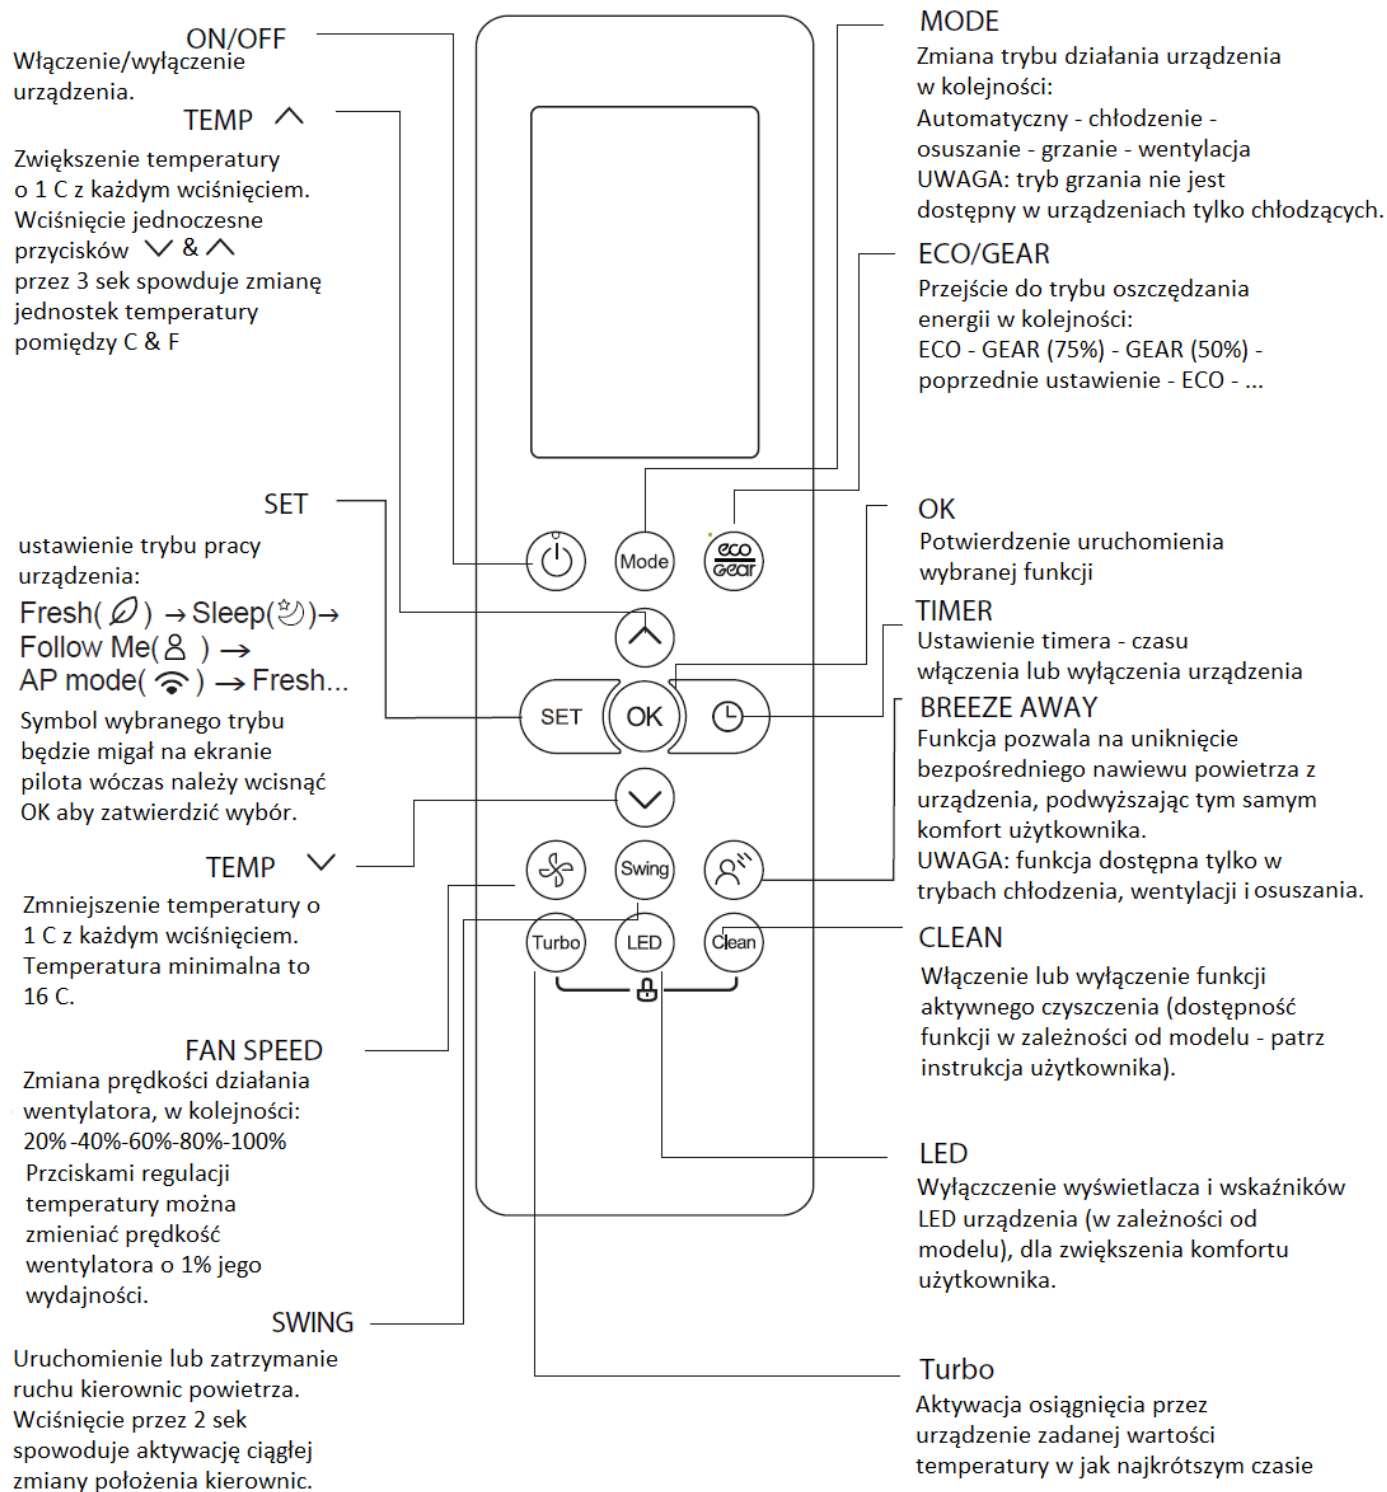 ON/OFF
Włączenie/wyłączenie
urządzenia.
TEMP
Zwiększenie temperatury
o 1 C z każdym wciśnięciem.
Wciśnięcie jednoczesne
przycisków & 
przez 3 sek spowduje zmianę
jednostek temperatury
pomiędzy C & F
SET
ustawienie trybu pracy
urządzenia:
Fresh( ) → Sleep( )→
Follow Me( ) →
AP mode( ) → Fresh...
Symbol wybranego trybu
będzie migał na ekranie
pilota wóczas należy wcisnąć
OK aby zatwierdzić wybór.
TEMP
Zmniejszenie temperatury o
1 C z każdym wciśnięciem.
Temperatura minimalna to
16 C.
FAN SPEED
Zmiana prędkości działania
wentylatora, w kolejności:
20% -40%-60%-80%-100%
Przciskami regulacji
temperatury można
zmieniać prędkość
wentylatora o 1% jego
wydajności.
SWING
Uruchomienie lub zatrzymanie
ruchu kierownic powietrza.
Wciśnięcie przez 2 sek
spowoduje aktywację ciągłej
zmiany położenia kierownic.
Mode
eco
Gear
SET
OK
Swing
Turbo
LED
Clean
MODE
Zmiana trybu działania urządzenia
w kolejności:
Automatyczny - chłodzenie -
osuszanie - grzanie - wentylacja
UWAGA: tryb grzania nie jest
dostępny w urządzeniach tylko chłodzących.
ECO/GEAR
Przejście do trybu oszczędzania
energii w kolejności:
ECO - GEAR (75%) - GEAR (50%) -
poprzednie ustawienie - ECO - ...
OK
Potwierdzenie uruchomienia
wybranej funkcji
TIMER
Ustawienie timera - czasu
włączenia lub wyłączenia urządzenia
BREEZE AWAY
Funkcja pozwala na uniknięcie
bezpośredniego nawiewu powietrza z
urządzenia, podwyższając tym samym
komfort użytkownika.
UWAGA: funkcja dostępna tylko w
trybach chłodzenia, wentylacji i osuszania.
CLEAN
Włączenie lub wyłączenie funkcji
aktywnego czyszczenia (dostępność
funkcji w zależności od modelu - patrz
instrukcja użytkownika).
LED
Wyłączczenie wyświetlacza i wskaźników
LED urządzenia (w zależności od
modelu), dla zwiększenia komfortu
użytkownika.
Turbo
Aktywacja osiągnięcia przez
urządzenie zadanej wartości
temperatury w jak najkrótszym czasie